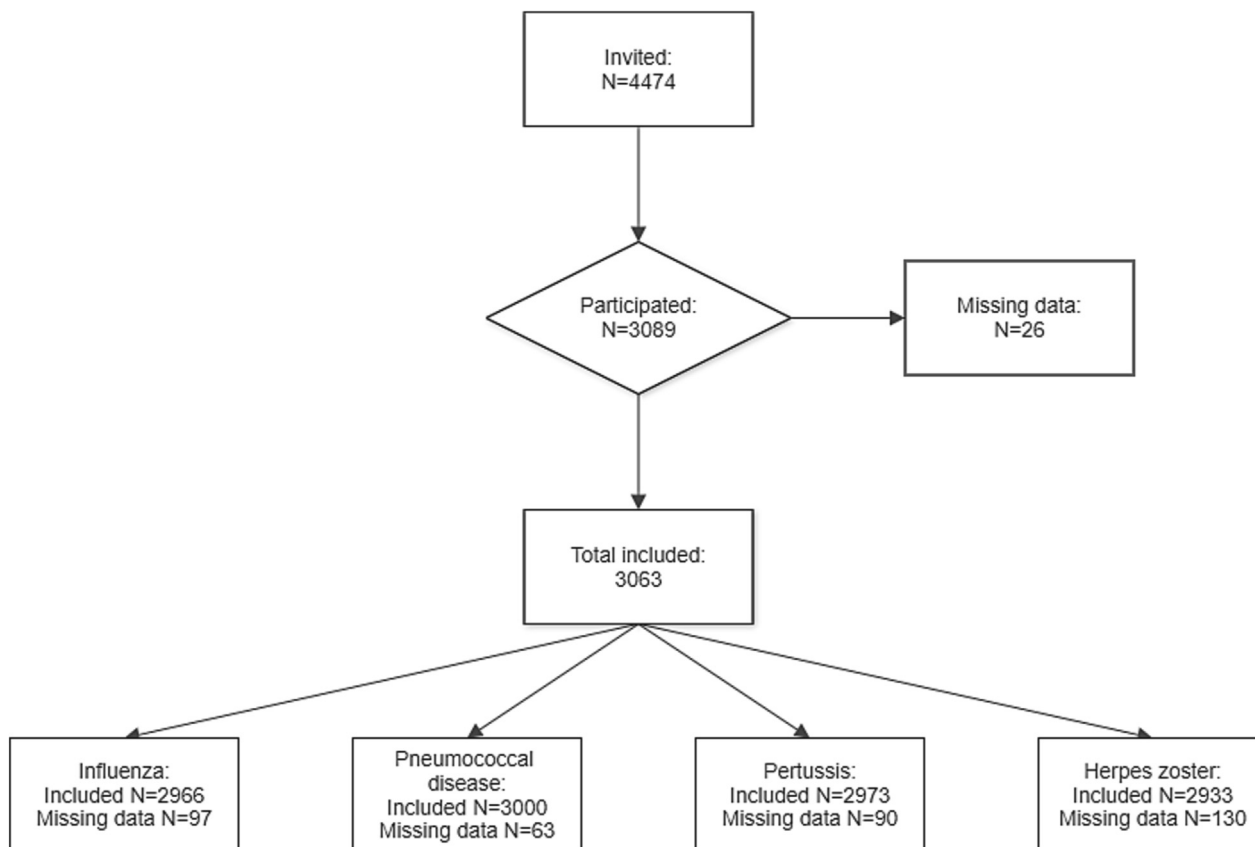 Invited:
N=4474
Participated:
N=3089
Missing data:
N=26
Total included:
3063
Influenza:
Included N=2966
Missing data N=97
Pneumococcal
disease:
Included N=3000
Missing data N=63
Pertussis:
Included N=2973
Missing data N=90
Herpes zoster:
Included N=2933
Missing data N=130